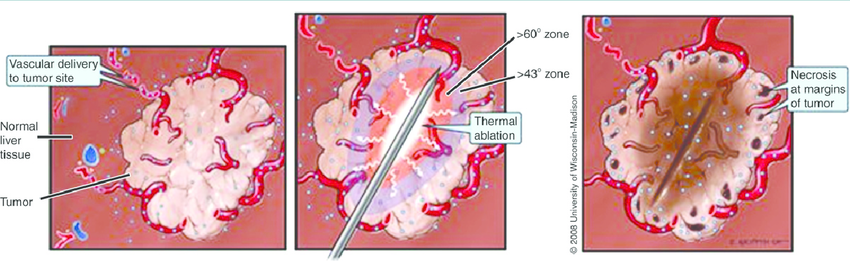 Vascular delivery
to tumor site
Normal
liver
tissue
Tumor
>60° zone
>43° zone
Thermal
ablation
© 2008 University of Wisconsin-Madison
Necrosis
at margins
of tumor